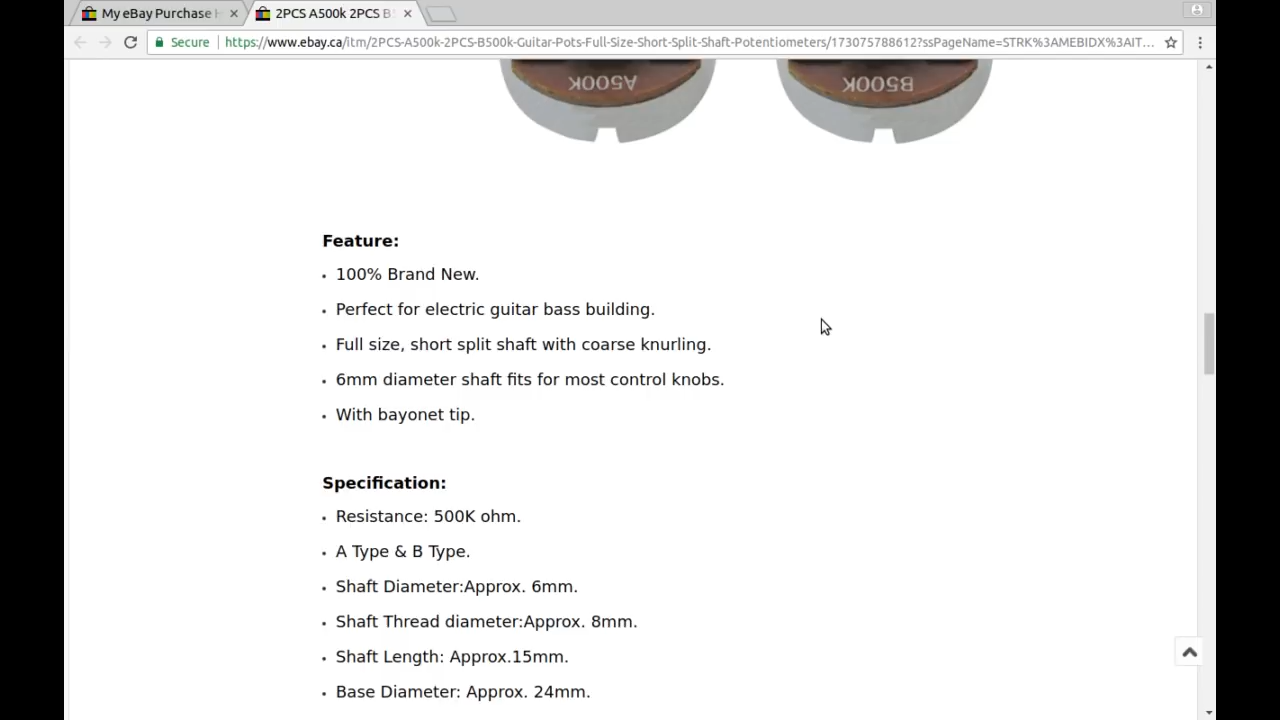 My eBay Purchase H
2PCS A500k 2PCS B5
Secure
https://www.ebay.ca/itm/2PCS-A500k-2PCS-B500k-Guitar-Pots-Full-Size-Short-Split-Shaft-Potentiometers/173075788612?ssPageName=STRK%3AMEBIDX%3AIT...
A500K
B500K
Feature:
• 100% Brand New.
• Perfect for electric guitar bass building.
• Full size, short split shaft with coarse knurling.
• 6mm diameter shaft fits for most control knobs.
• With bayonet tip.
Specification:
• Resistance: 500K ohm.
• A Type & B Type.
• Shaft Diameter:Approx. 6mm.
• Shaft Thread diameter:Approx. 8mm.
• Shaft Length: Approx.15mm.
• Base Diameter: Approx. 24mm.